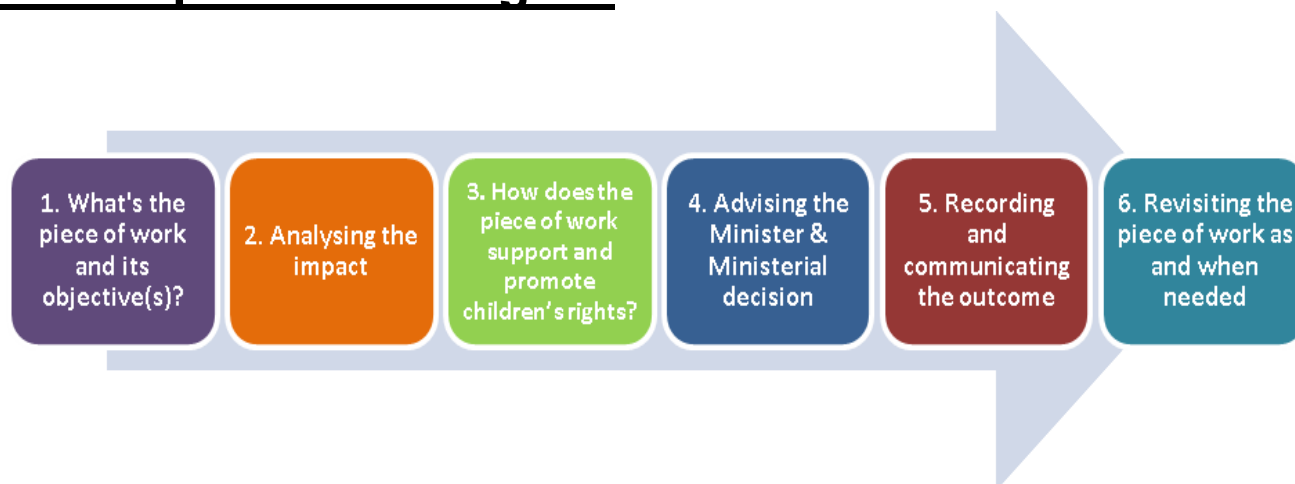 1. What's the
piece of work
and its
objective(s)?
2. Analysing the
impact
3. How does the
piece of work
support and
promote
children's rights?
4. Advising the
Minister &
Ministerial
decision
5. Recording
and
communicating
the outcome
6. Revisiting the
piece of work as
and when
needed